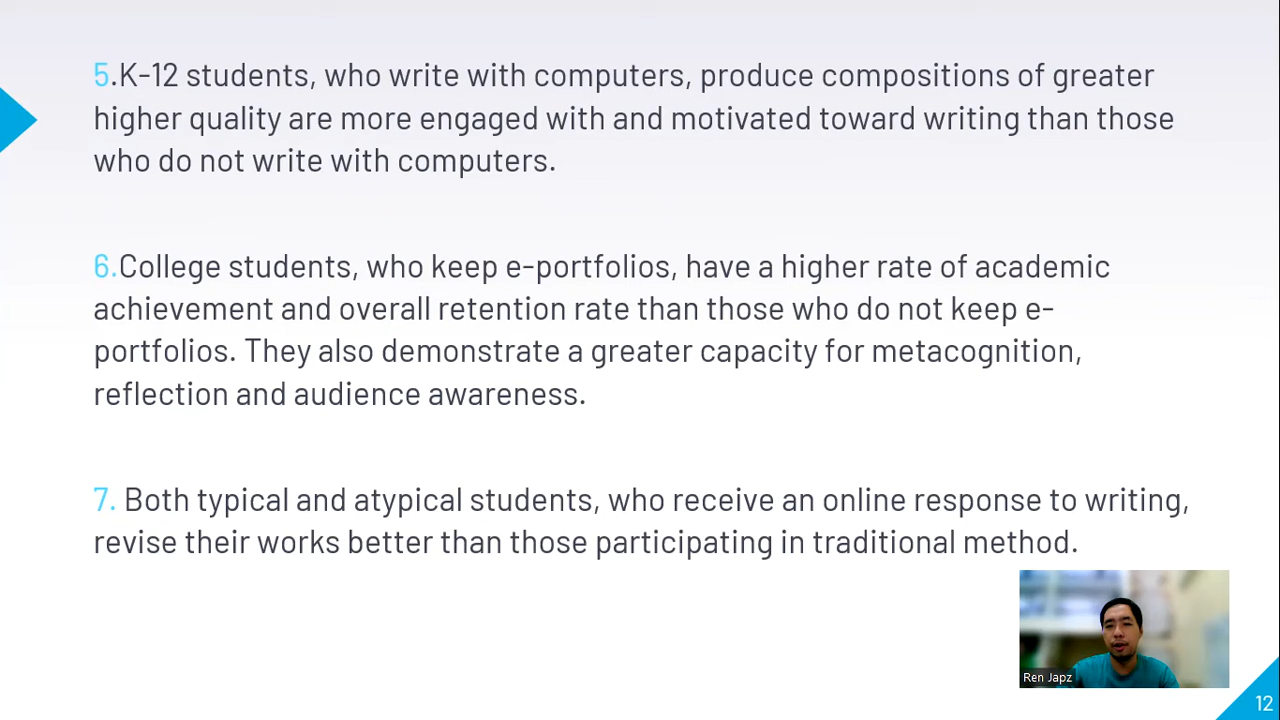 5.K-12 students, who write with computers, produce compositions of greater
higher quality are more engaged with and motivated toward writing than those
who do not write with computers.
6.College students, who keep e-portfolios, have a higher rate of academic
achievement and overall retention rate than those who do not keep e-
portfolios. They also demonstrate a greater capacity for metacognition,
reflection and audience awareness.
7. Both typical and atypical students, who receive an online response to writing,
revise their works better than those participating in traditional method.
Ren Japz
12